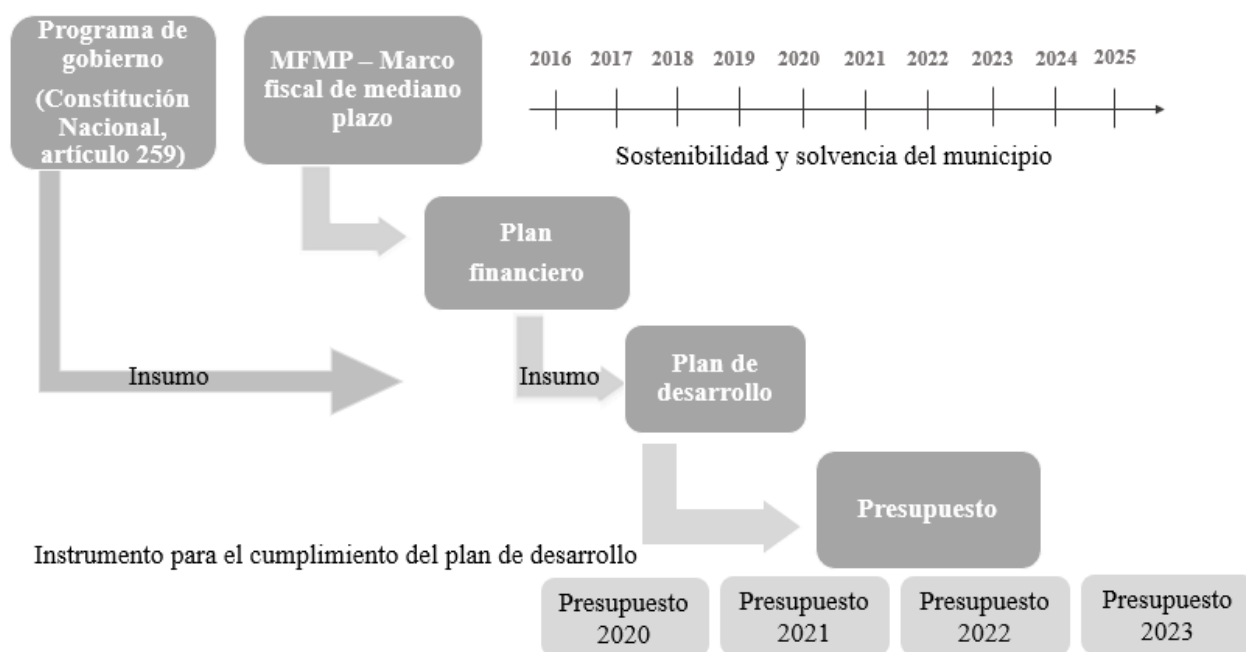 Programa de
gobierno
(Constitución
Nacional,
artículo 259)
MFMP – Marco
fiscal de mediano
plazo
2016 2017 2018 2019 2020 2021 2022 2023 2024 2025
Sostenibilidad y solvencia del municipio
Plan
financiero
Insumo
Insumo
Plan de
desarrollo
Presupuesto
Instrumento para el cumplimiento del plan de desarrollo
Presupuesto
2020
Presupuesto
2021
Presupuesto
2022
Presupuesto
2023